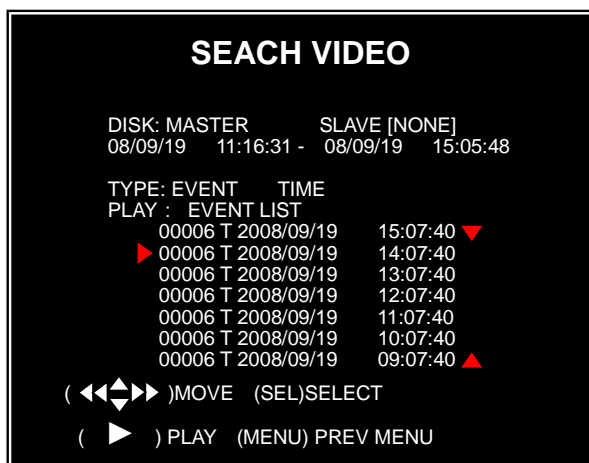 SEACH VIDEO
DISK: MASTER SLAVE [NONE]
08/09/19 11:16:31 - 08/09/19 15:05:48
TYPE: EVENT TIME
PLAY : EVENT LIST
00006 T 2008/09/19 15:07:40
00006 T 2008/09/19 14:07:40
00006 T 2008/09/19 13:07:40
00006 T 2008/09/19 12:07:40
00006 T 2008/09/19 11:07:40
00006 T 2008/09/19 10:07:40
00006 T 2008/09/19 09:07:40
( )MOVE (SEL)SELECT
( ) PLAY (MENU) PREV MENU